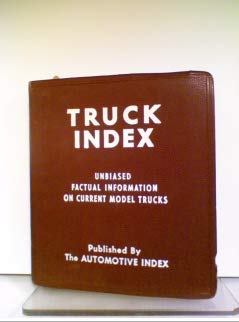 TRUCK
INDEX
UNBIASED
FACTUAL INFORMATION
ON CURRENT MODEL TRUCKS
Published By
The AUTOMOTIVE INDEX